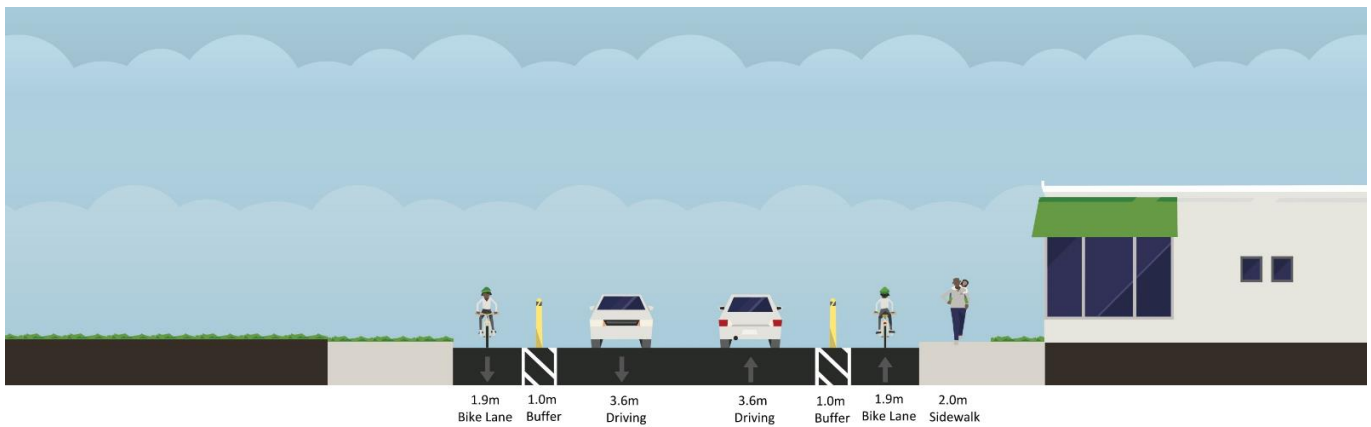 1.9m
Bike Lane
1.0m
Buffer
3.6m
Driving
3.6m
Driving
1.0m
Buffer
1.9m
Bike Lane
2.0m
Sidewalk